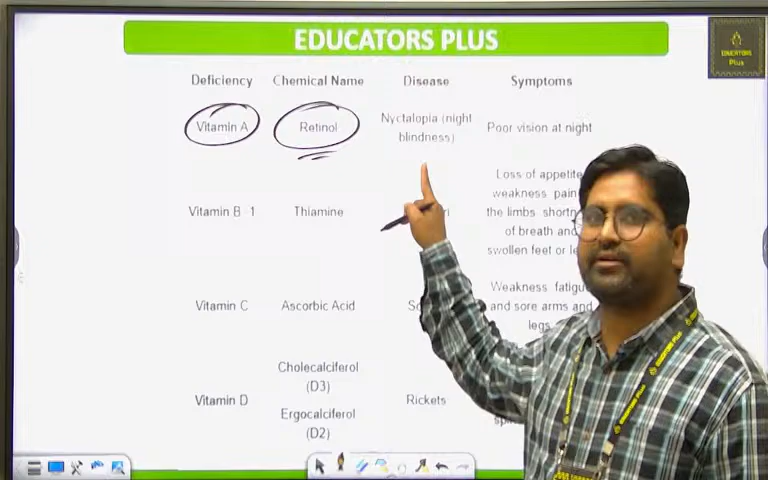 EDUCATORS PLUS
EDUCATORS
Plus
Deficiency Chemical Name Disease Symptoms
Vitamin A Retinol Nyctalopia (night
blindness) Poor vision at night
Vitamin B -1 Thiamine
Loss of appetite
weakness pain
the limbs
of breath and
swollen feet or
Vitamin C Ascorbic Acid
Weakness
and sore arms and
legs
Vitamin D
Cholecalciferol
(D3)
Ergocalciferol
(D2)
Rickets